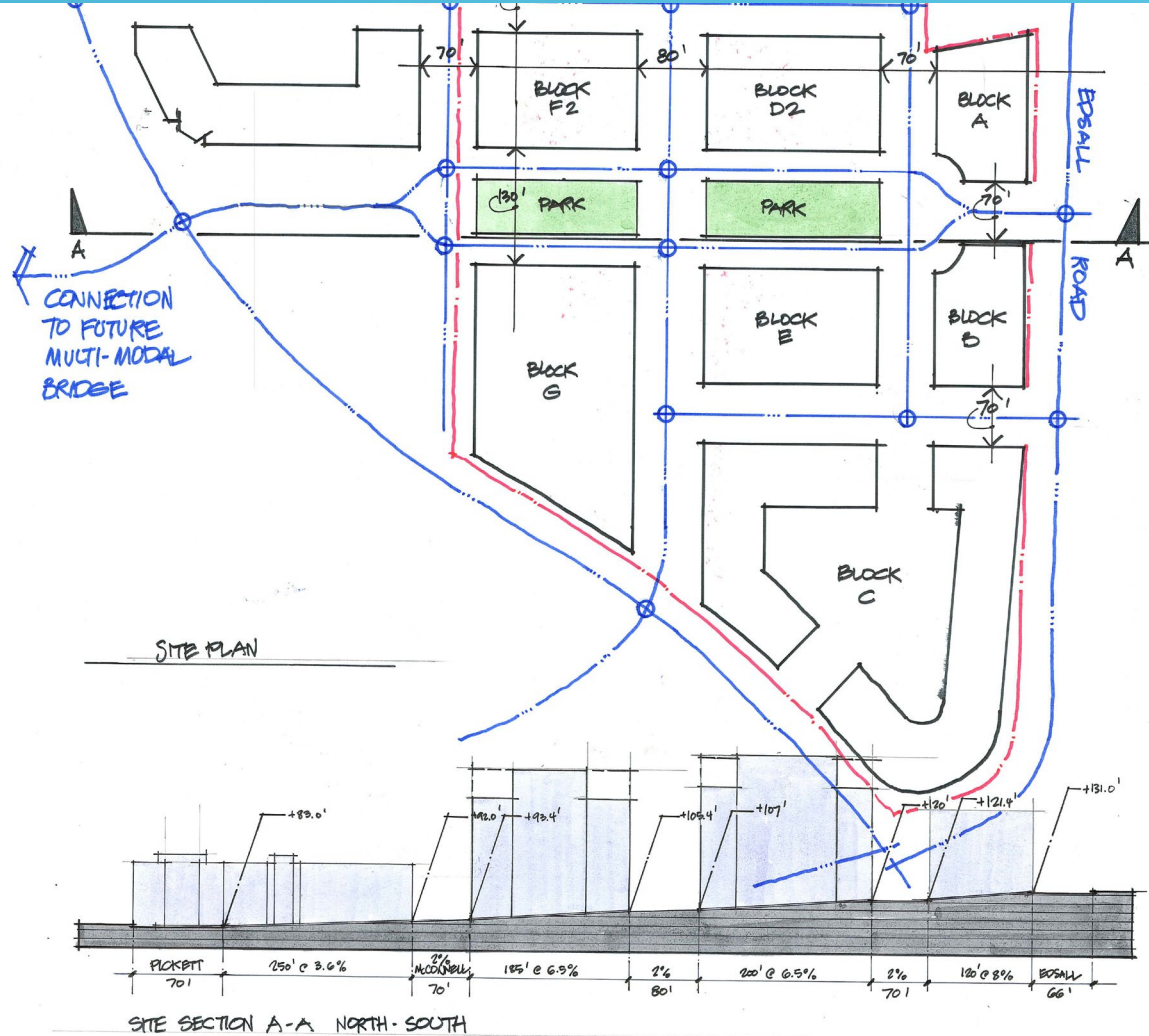 70'
80'
70'
BLOCK
F2
BLOCK
D2
BLOCK
A
EDSALL
ROAD
130'
PARK
PARK
70'
A
A
CONNECTION
TO FUTURE
MULTI-MODAL
BRIDGE
BLOCK
G
BLOCK
E
BLOCK
B
70'
BLOCK
C
SITE PLAN
+83.0'
+92.0'
+93.4'
+105.4'
+107'
+120'
+121.4'
+131.0'
PICKETT
70'
250' @ 3.6%
2%
McCONNELL
70'
185' @ 6.5%
2%
80'
200' @ 6.5%
2%
70'
120' @ 8%
EDSALL
66'
SITE SECTION A-A NORTH-SOUTH